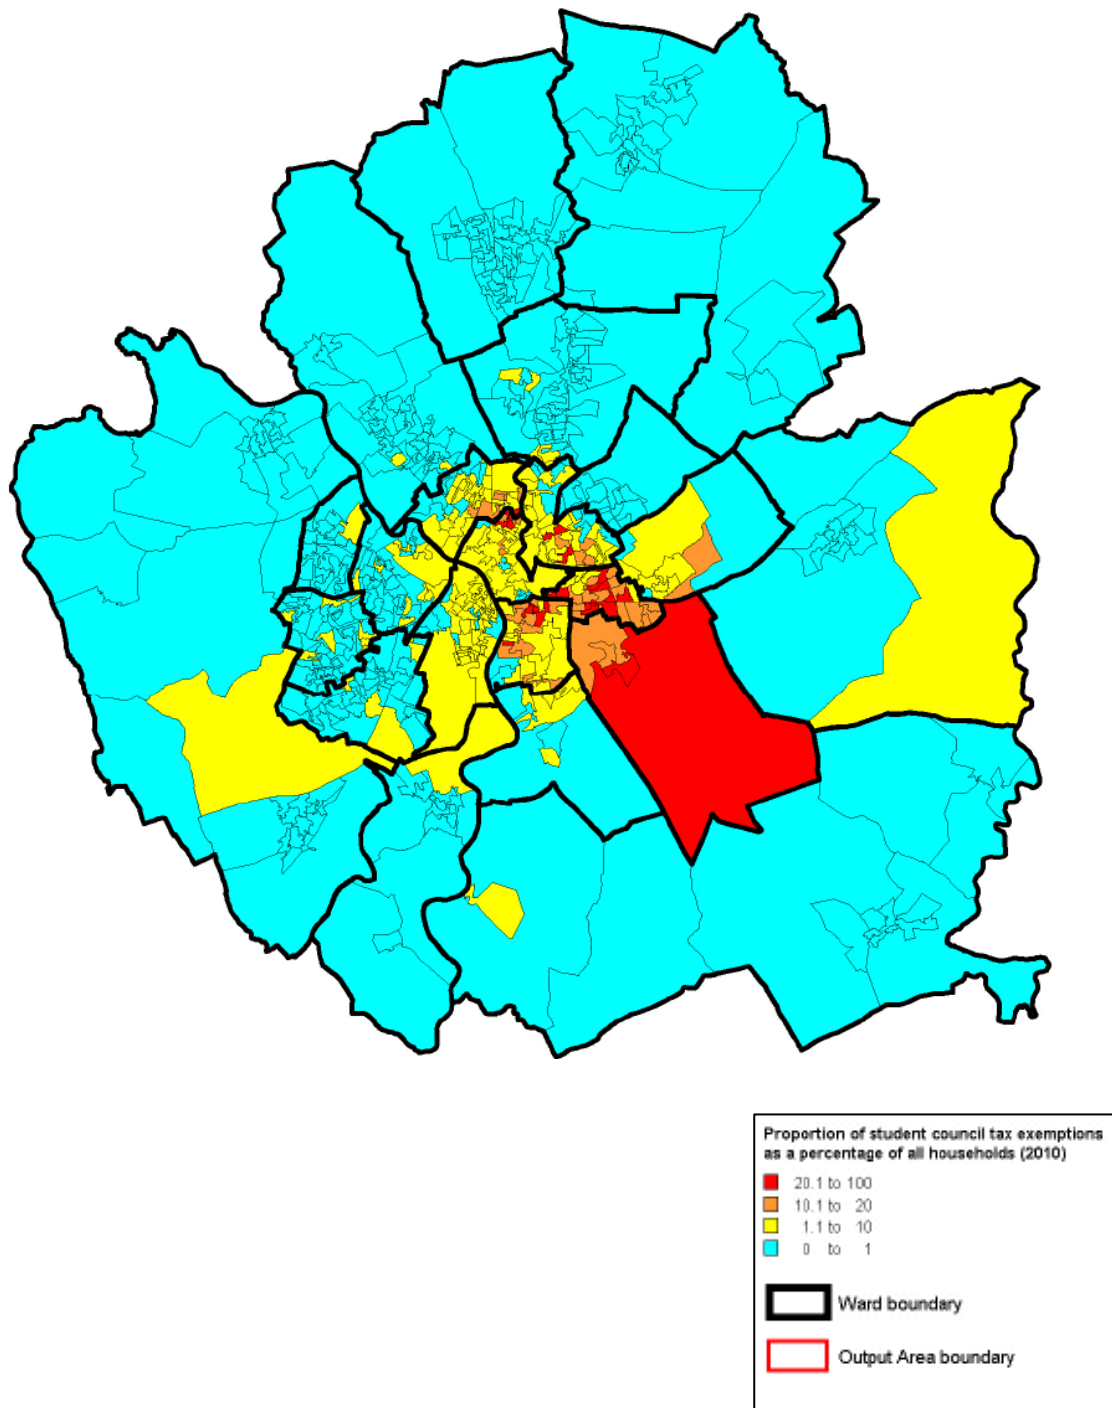 Proportion of student council tax exemptions
as a percentage of all households (2010)
20.1 to 100
10.1 to 20
1.1 to 10
0 to 1
Ward boundary
Output Area boundary